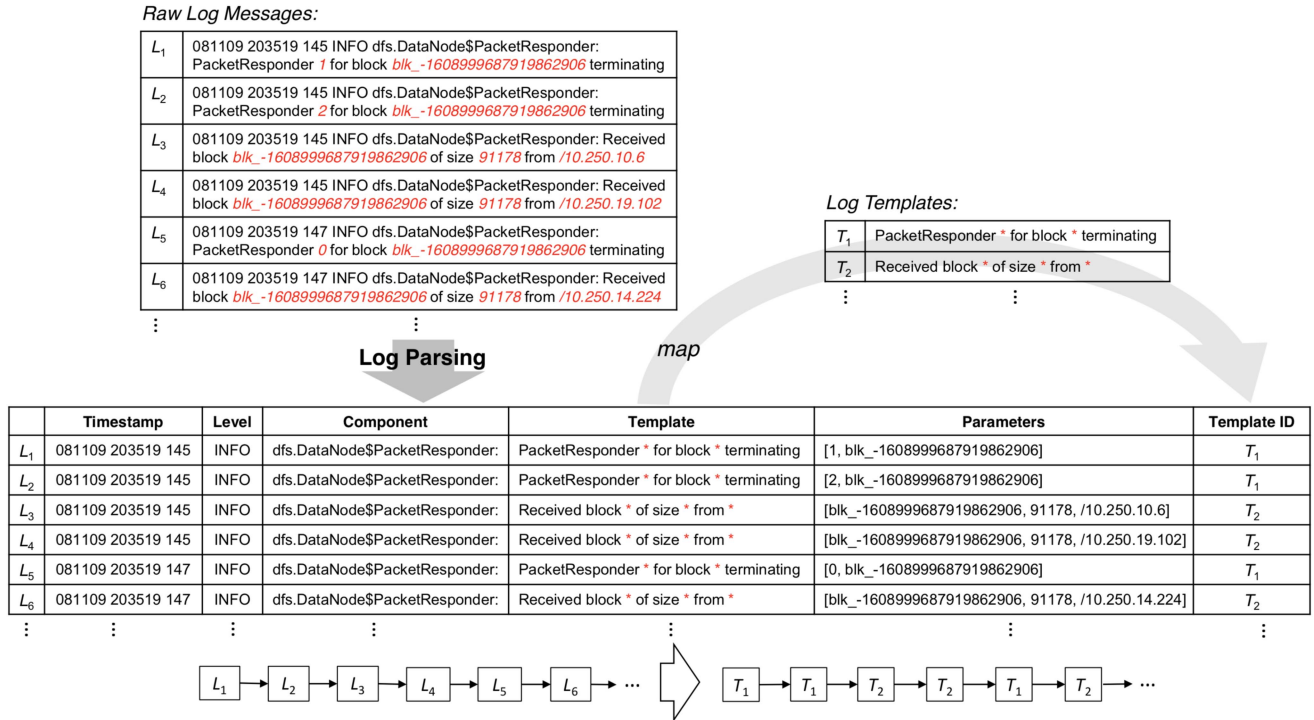 Raw Log Messages:
L1 081109 203519 145 INFO dfs.DataNode$PacketResponder:
PacketResponder 1 for block blk_-1608999687919862906 terminating
L2 081109 203519 145 INFO dfs.DataNode$PacketResponder:
PacketResponder 2 for block blk_-1608999687919862906 terminating
L3 081109 203519 145 INFO dfs.DataNode$PacketResponder: Received
block blk_-1608999687919862906 of size 91178 from /10.250.10.6
L4 081109 203519 145 INFO dfs.DataNode$PacketResponder: Received
block blk_-1608999687919862906 of size 91178 from /10.250.19.102
L5 081109 203519 147 INFO dfs.DataNode$PacketResponder:
PacketResponder 0 for block blk_-1608999687919862906 terminating
L6 081109 203519 147 INFO dfs.DataNode$PacketResponder: Received
block blk_-1608999687919862906 of size 91178 from /10.250.14.224
⋮ ⋮
Log Templates:
T1 PacketResponder * for block * terminating
T2 Received block * of size * from *
⋮ ⋮
Log Parsing
map
Timestamp Level Component Template Parameters Template ID
L1 081109 203519 145 INFO dfs.DataNode$PacketResponder: PacketResponder * for block * terminating [1, blk_-1608999687919862906] T1
L2 081109 203519 145 INFO dfs.DataNode$PacketResponder: PacketResponder * for block * terminating [2, blk_-1608999687919862906] T1
L3 081109 203519 145 INFO dfs.DataNode$PacketResponder: Received block * of size * from * [blk_-1608999687919862906, 91178, /10.250.10.6] T2
L4 081109 203519 145 INFO dfs.DataNode$PacketResponder: Received block * of size * from * [blk_-1608999687919862906, 91178, /10.250.19.102] T2
L5 081109 203519 147 INFO dfs.DataNode$PacketResponder: PacketResponder * for block * terminating [0, blk_-1608999687919862906] T1
L6 081109 203519 147 INFO dfs.DataNode$PacketResponder: Received block * of size * from * [blk_-1608999687919862906, 91178, /10.250.14.224] T2
⋮ ⋮ ⋮ ⋮ ⋮ ⋮ ⋮
L1 L2 L3 L4 L5 L6 ··· T1 T1 T2 T2 T1 T2 ···